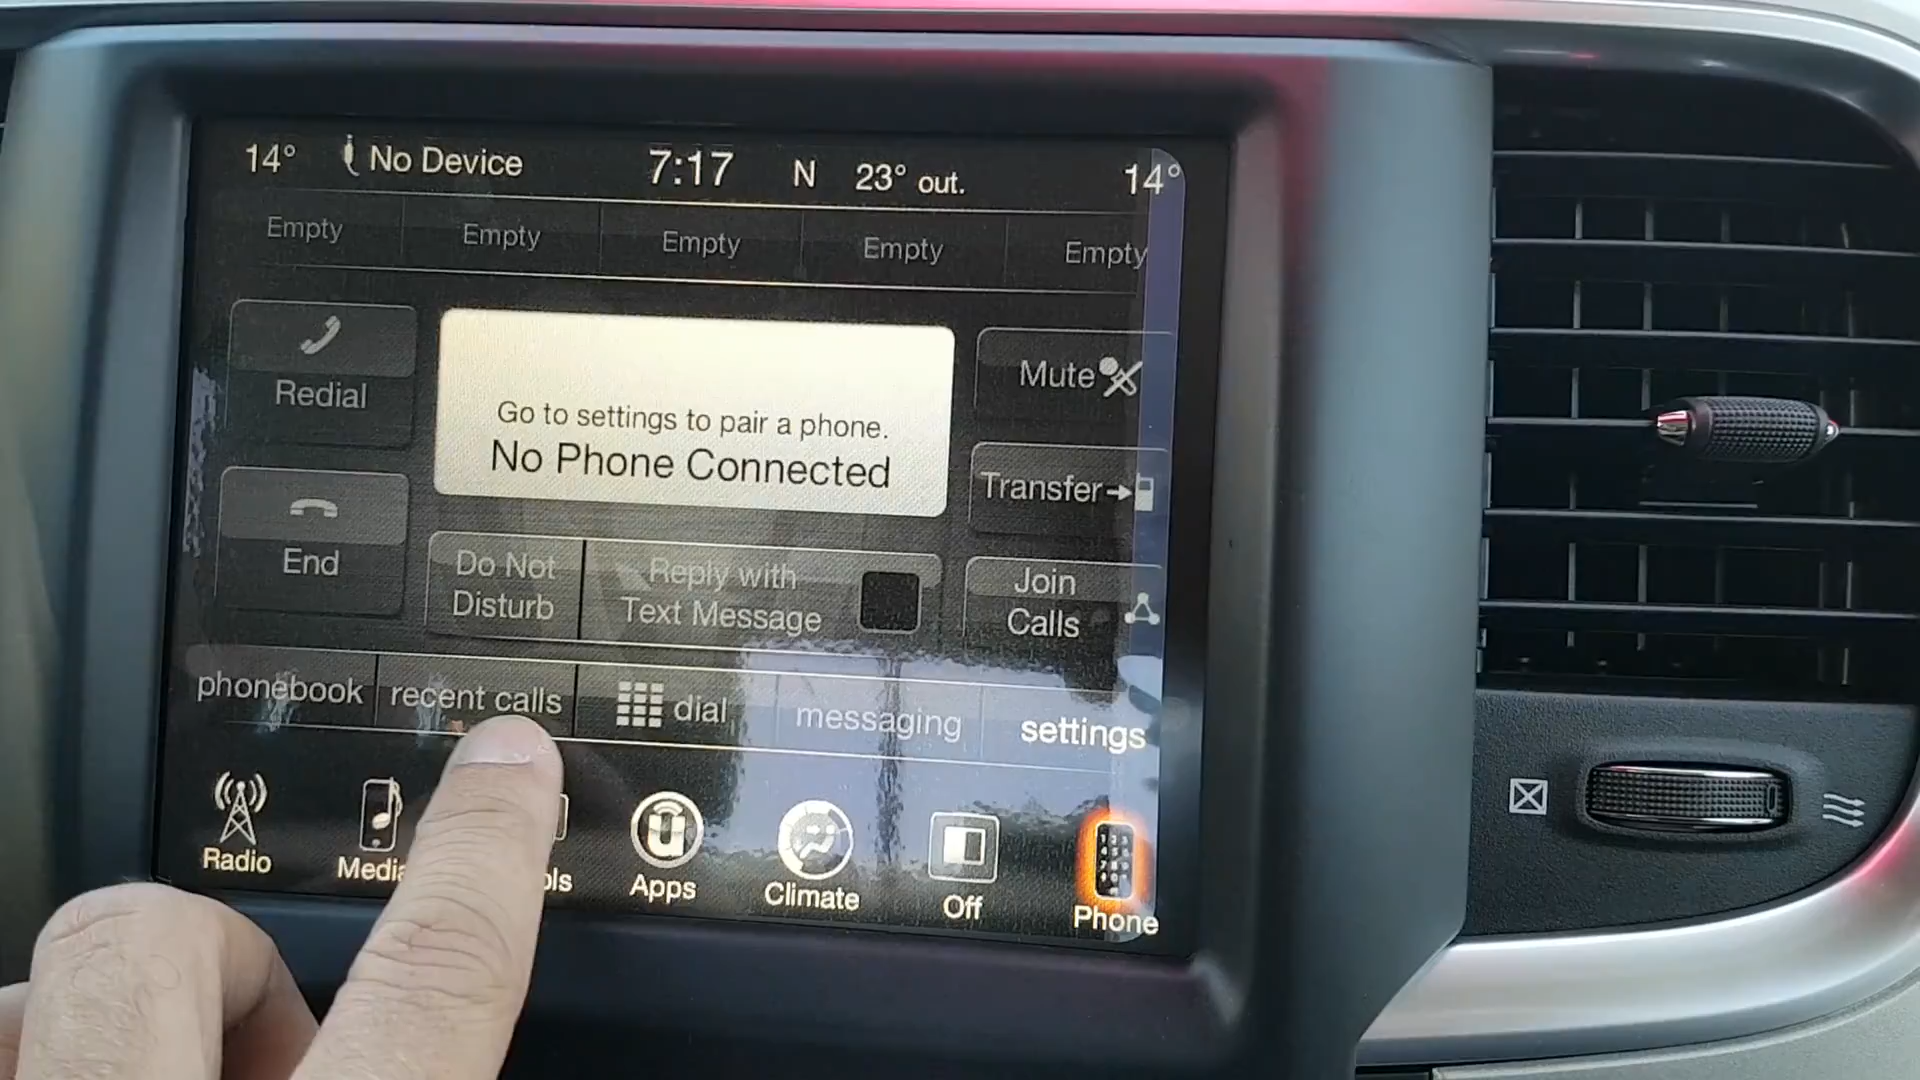 14° No Device 7:17 N 23° out. 14°
Empty Empty Empty Empty Empty
Redial
Go to settings to pair a phone.
No Phone Connected
Mute
Transfer
End
Do Not
Disturb
Reply with
Text Message
Join
Calls
phonebook recent calls dial messaging settings
Radio Media ols Apps Climate Off Phone